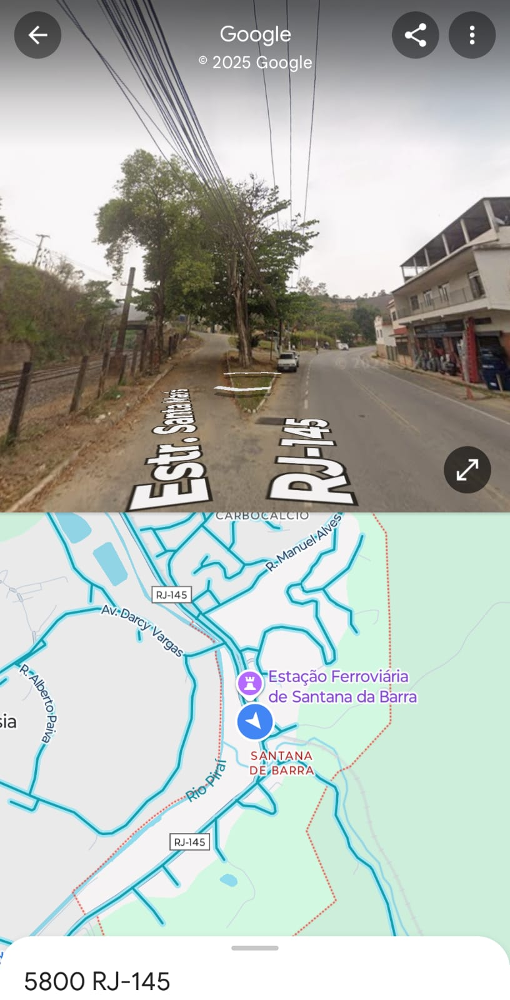 Google
© 2025 Google
Estr. Santa Maria
RJ-145
CARBOCALCIO
R. Manuel Alves
RJ-145
Av. Darcy Vargas
R. Alberto Paiva
Estação Ferroviária
de Santana da Barra
sia
SANTANA
DE BARRA
Rio Piraí
RJ-145
5800 RJ-145